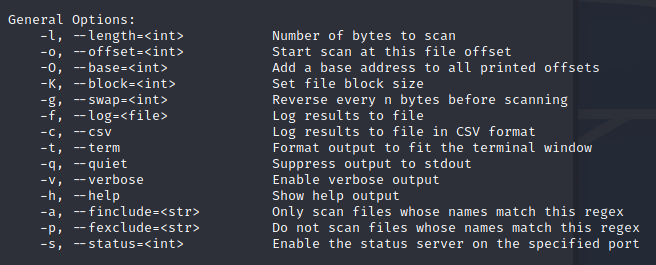 General Options:
    -l, --length=<int>           Number of bytes to scan
    -o, --offset=<int>           Start scan at this file offset
    -O, --base=<int>             Add a base address to all printed offsets
    -K, --block=<int>            Set file block size
    -g, --swap=<int>             Reverse every n bytes before scanning
    -f, --log=<file>             Log results to file
    -c, --csv                    Log results to file in CSV format
    -t, --term                   Format output to fit the terminal window
    -q, --quiet                  Suppress output to stdout
    -v, --verbose                Enable verbose output
    -h, --help                   Show help output
    -a, --finclude=<str>         Only scan files whose names match this regex
    -p, --fexclude=<str>         Do not scan files whose names match this regex
    -s, --status=<int>           Enable the status server on the specified port